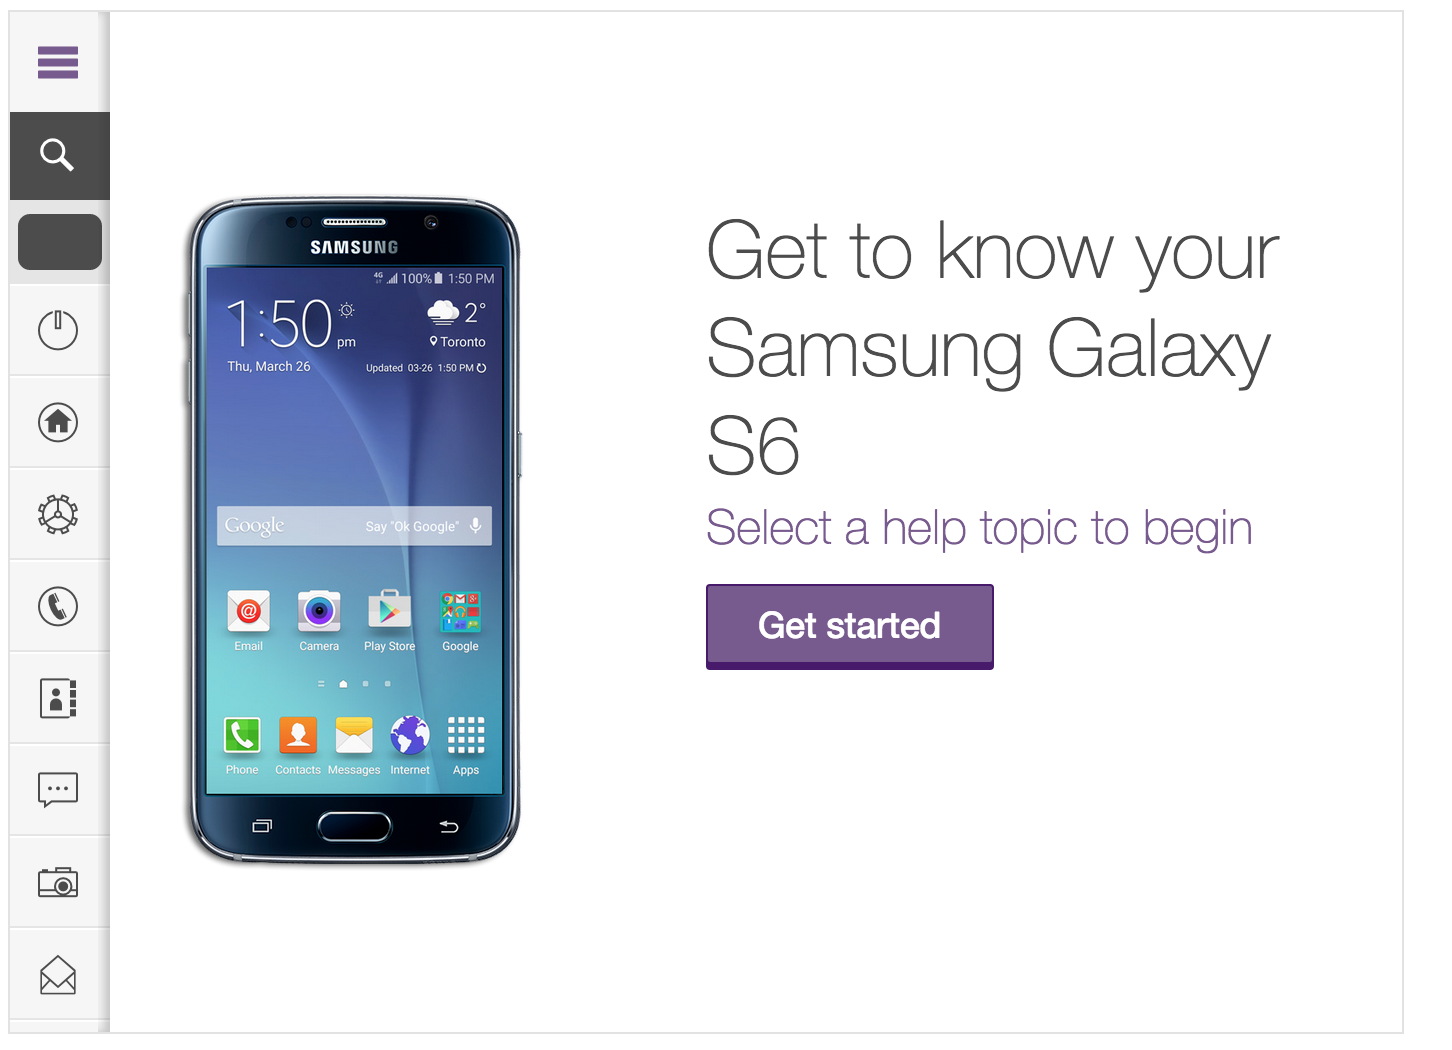 SAMSUNG
4G 100% 1:50 PM
1:50 pm
2°
Toronto
Thu, March 26
Updated 03-26 1:50 PM
Google Say "Ok Google"
Email Camera Play Store Google
Phone Contacts Messages Internet Apps
Get to know your
Samsung Galaxy
S6
Select a help topic to begin
Get started